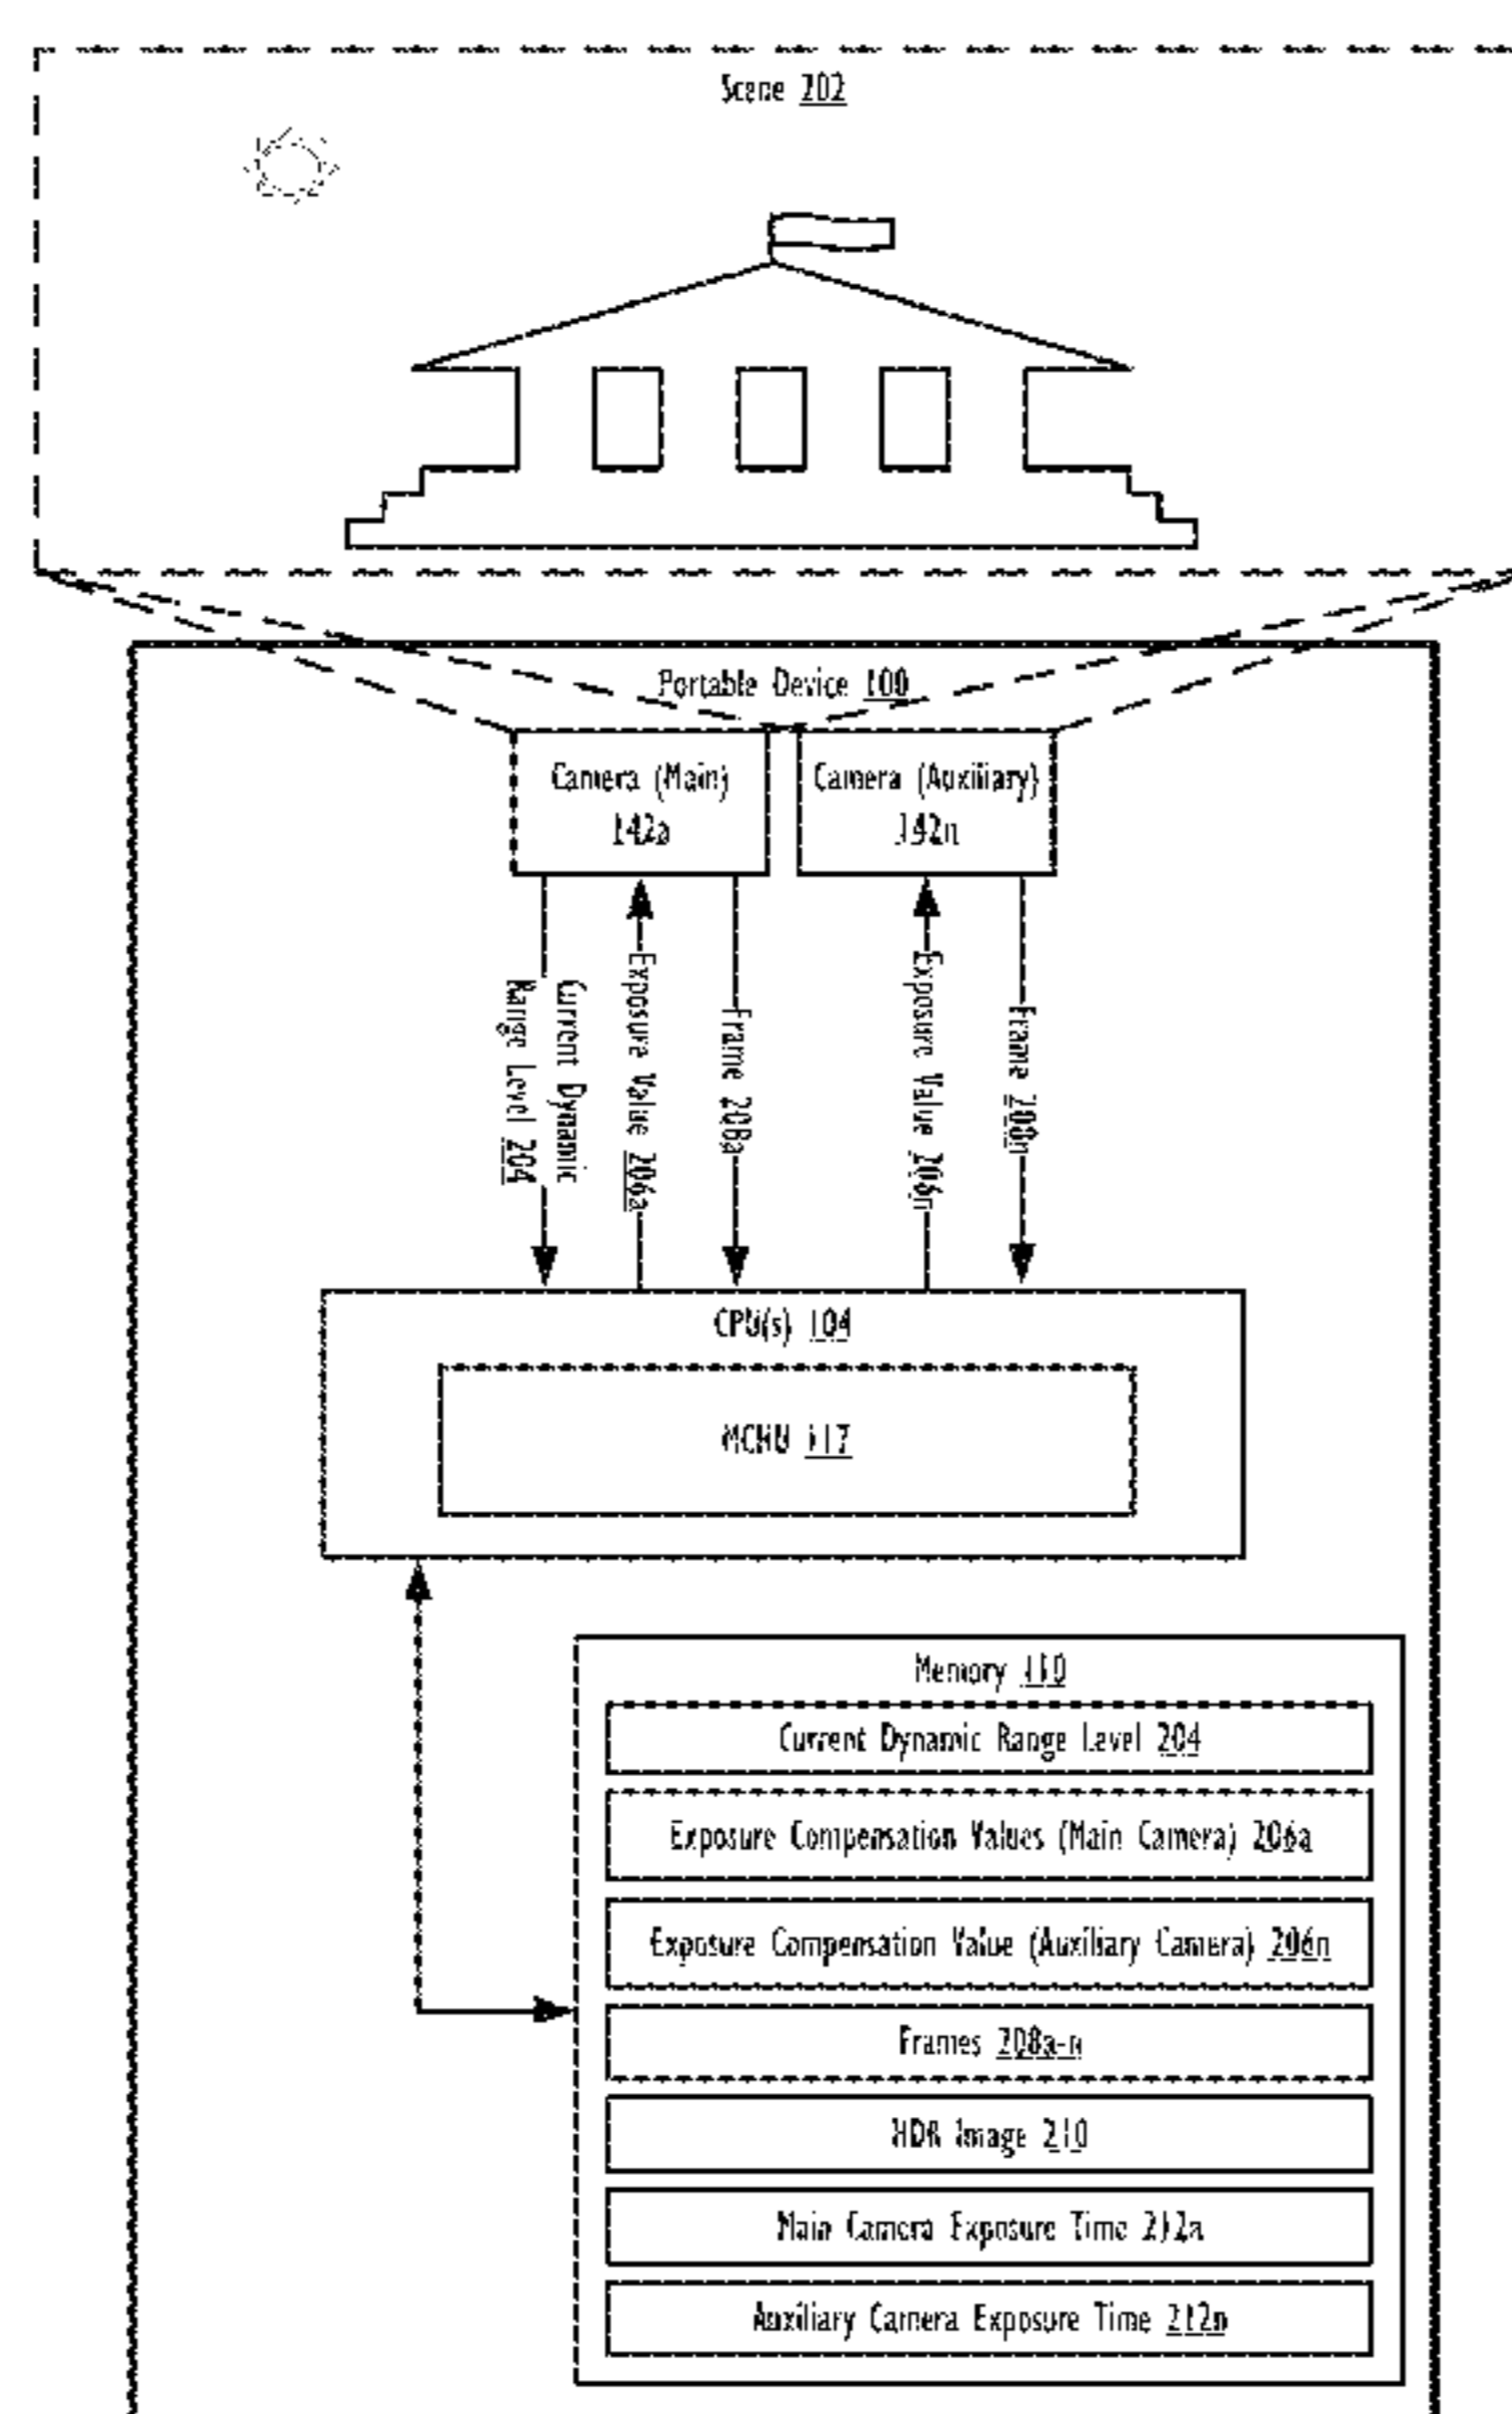 Scene 202
Portable Device 100
Camera (Main)
142a
Camera (Auxiliary)
142n
Current Dynamic
Range Level 204
Exposure Value 206a
Frame 208a
Exposure Value 206n
Frame 208n
CPU(s) 104
MCHU 117
Memory 110
Current Dynamic Range Level 204
Exposure Compensation Values (Main Camera) 206a
Exposure Compensation Value (Auxiliary Camera) 206n
Frames 208a-n
HDR Image 210
Main Camera Exposure Time 212a
Auxiliary Camera Exposure Time 212n